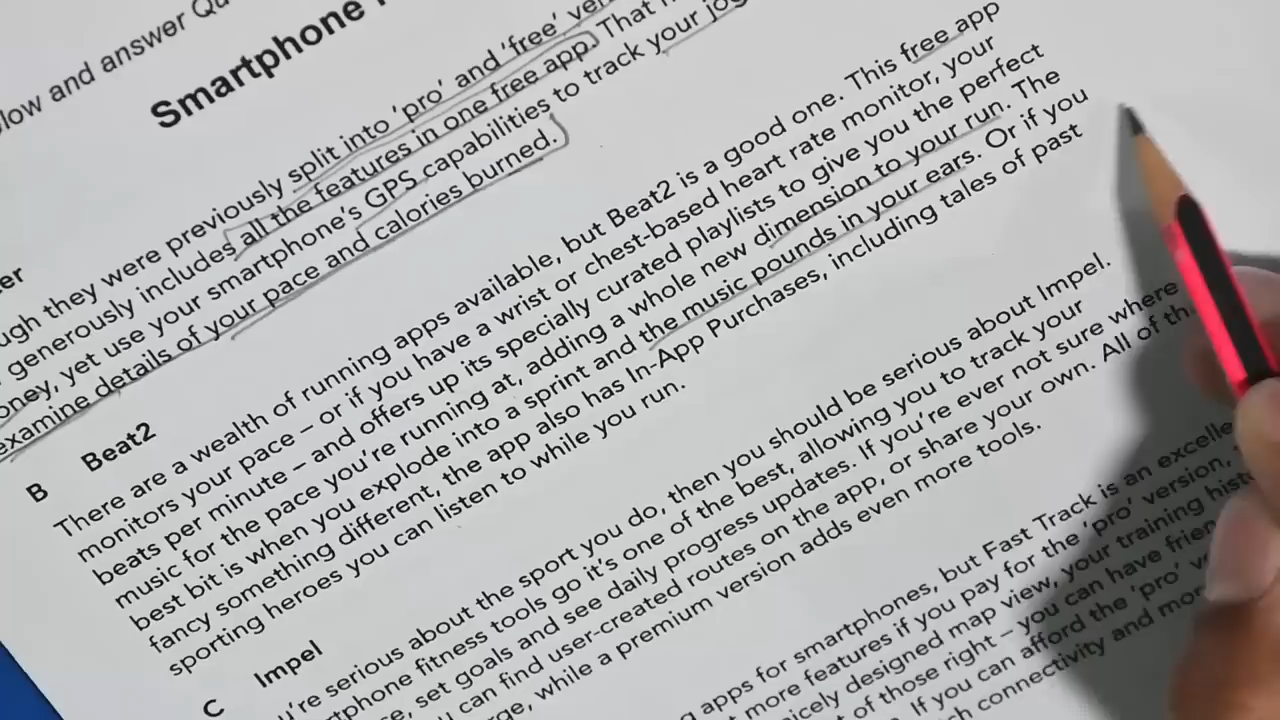 low and answer Qu
Smartphone
er
ugh they were previously split into 'pro' and 'free' ver
generously includes all the features in one free app. That
oney, yet use your smartphone's GPS capabilities to track your jog
examine details of your pace and calories burned.
B Beat2
There are a wealth of running apps available, but Beat2 is a good one. This free app
monitors your pace – or if you have a wrist or chest-based heart rate monitor, your
beats per minute – and offers up its specially curated playlists to give you the perfect
music for the pace you're running at, adding a whole new dimension to your run. The
best bit is when you explode into a sprint and the music pounds in your ears. Or if you
fancy something different, the app also has In-App Purchases, including tales of past
sporting heroes you can listen to while you run.
C Impel
u're serious about the sport you do, then you should be serious about Impel.
tphone fitness tools go it's one of the best, allowing you to track your
ce, set goals and see daily progress updates. If you're ever not sure where
u can find user-created routes on the app, or share your own. All of th
rge, while a premium version adds even more tools.
g apps for smartphones, but Fast Track is an excelle
t more features if you pay for the 'pro' version,
nicely designed map view, your training histo
t of those right – you can have frien
If you can afford the 'pro' v
ch connectivity and mor